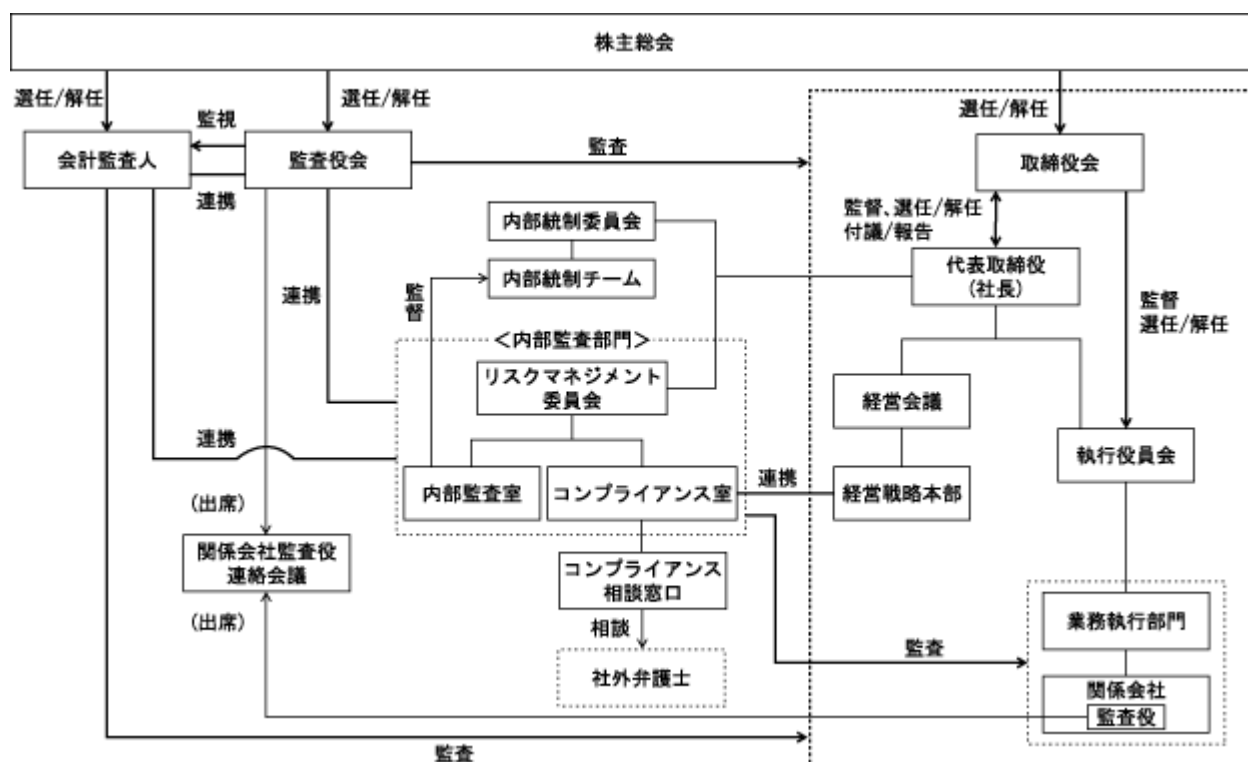 株主総会
選任/解任
選任/解任
選任/解任
監視
会計監査人
監査役会
監査
取締役会
連携
監督、選任/解任
付議/報告
内部統制委員会
代表取締役
(社長)
内部統制チーム
監督
連携
監督
選任/解任
＜内部監査部門＞
リスクマネジメント
委員会
経営会議
連携
執行役員会
内部監査室
コンプライアンス室
連携
経営戦略本部
(出席)
関係会社監査役
連絡会議
コンプライアンス
相談窓口
(出席)
相談
業務執行部門
監査
社外弁護士
関係会社
監査役
監査